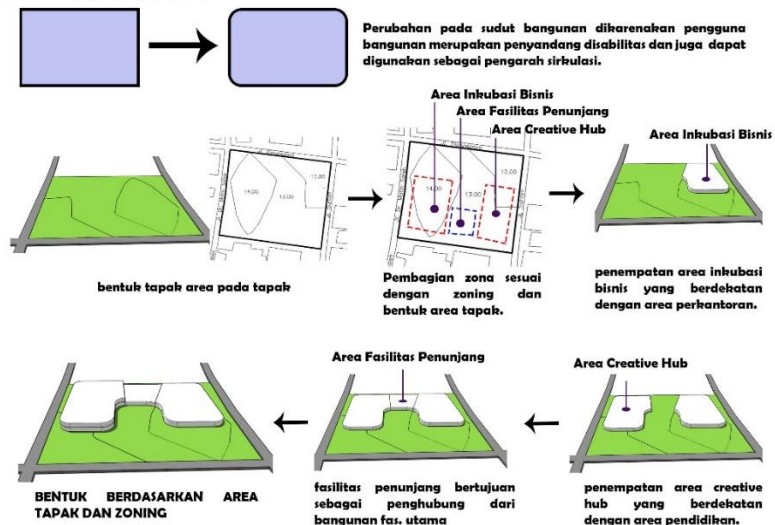 Perubahan pada sudut bangunan dikarenakan pengguna
bangunan merupakan penyandang disabilitas dan juga dapat
digunakan sebagai pengarah sirkulasi.
Area Inkubasi Bisnis
Area Fasilitas Penunjang
Area Creative Hub
Area Inkubasi Bisnis
14.00
13.00
12.00
14.00
13.00
12.00
bentuk tapak area pada tapak
Pembagian zona sesuai
dengan zoning dan
bentuk area tapak.
penempatan area inkubasi
bisnis yang berdekatan
dengan area perkantoran.
Area Fasilitas Penunjang
Area Creative Hub
BENTUK BERDASARKAN AREA
TAPAK DAN ZONING
fasilitas penunjang bertujuan
sebagai penghubung dari
bangunan fas. utama
penempatan area creative
hub yang berdekatan
dengan area pendidikan.